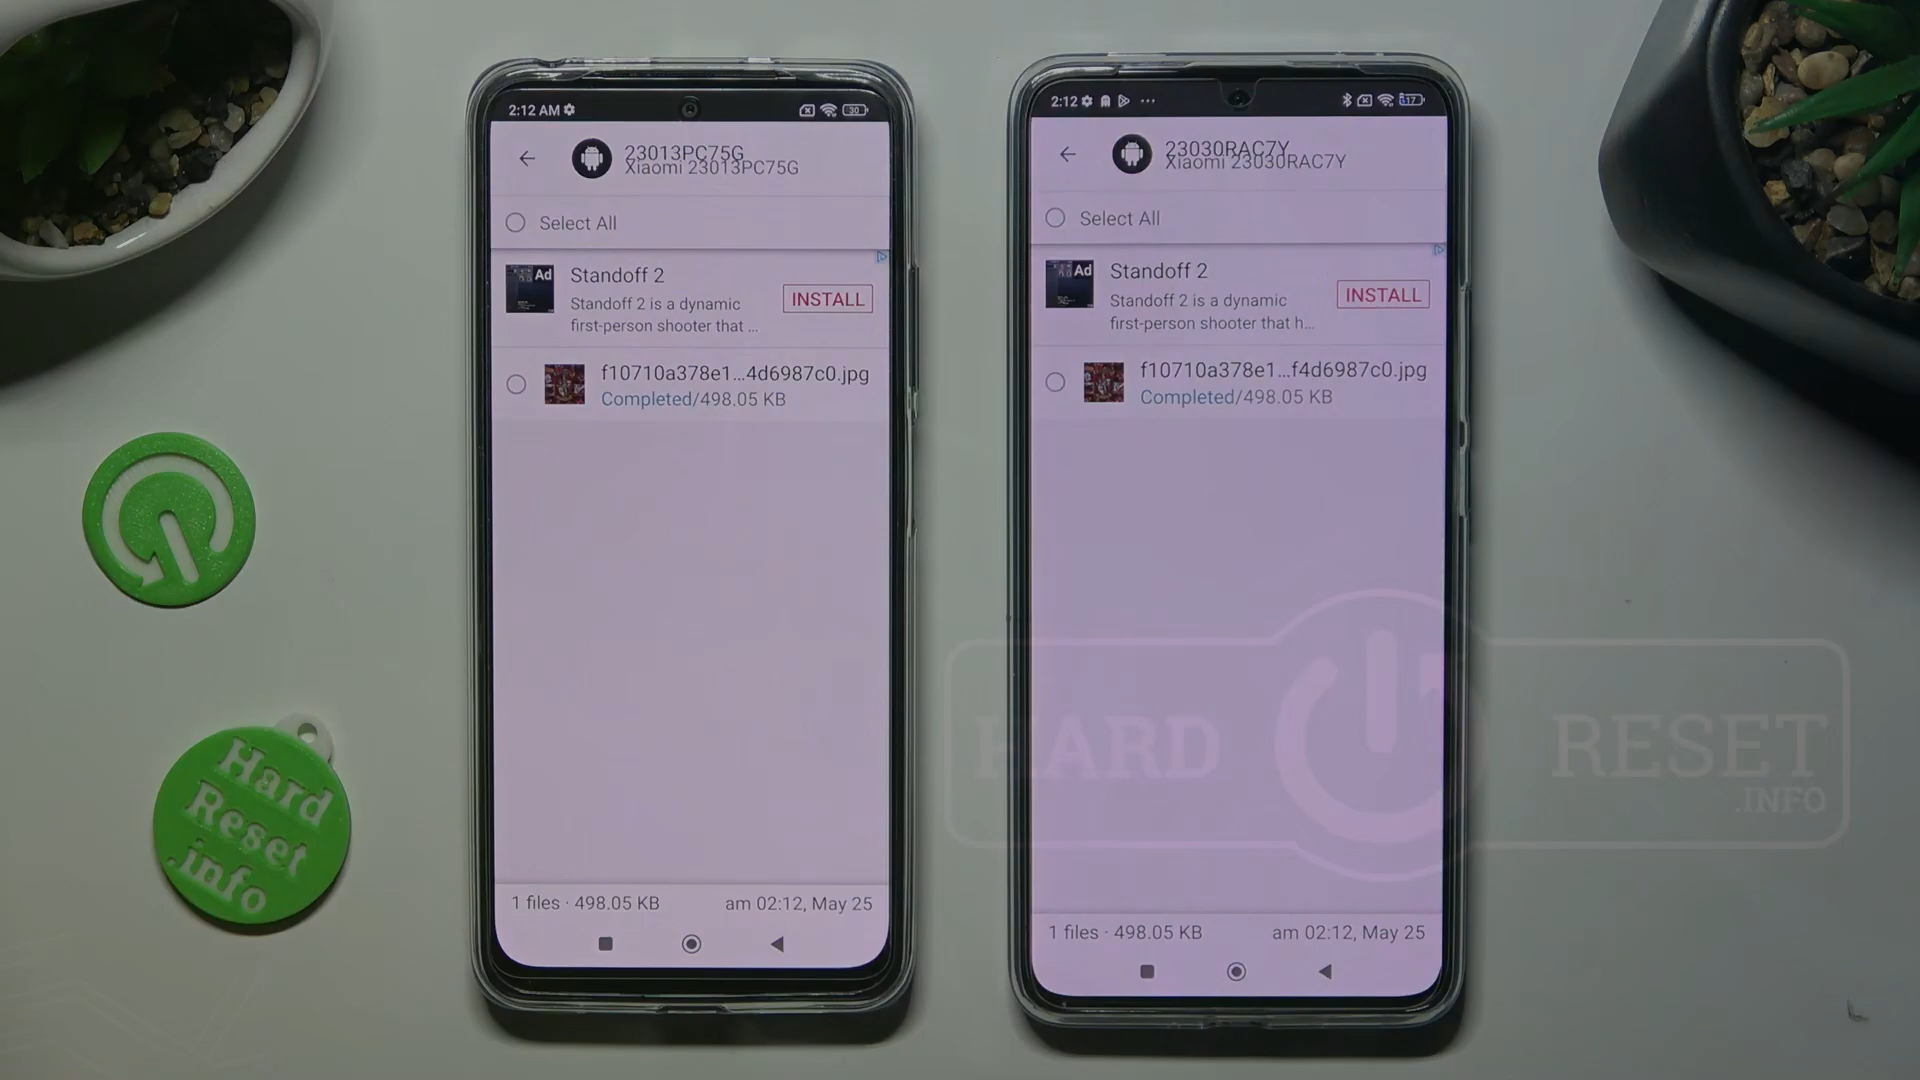 2:12 AM
30
23013PC75G
Xiaomi 23013PC75G
Select All
Ad
Standoff 2
Standoff 2 is a dynamic
first-person shooter that ...
INSTALL
f10710a378e1...4d6987c0.jpg
Completed/498.05 KB
1 files · 498.05 KB
am 02:12, May 25
2:12
17
23030RAC7Y
Xiaomi 23030RAC7Y
Select All
Ad
Standoff 2
Standoff 2 is a dynamic
first-person shooter that h...
INSTALL
f10710a378e1...f4d6987c0.jpg
Completed/498.05 KB
1 files · 498.05 KB
am 02:12, May 25
Hard
Reset
.info
HARD RESET
.INFO